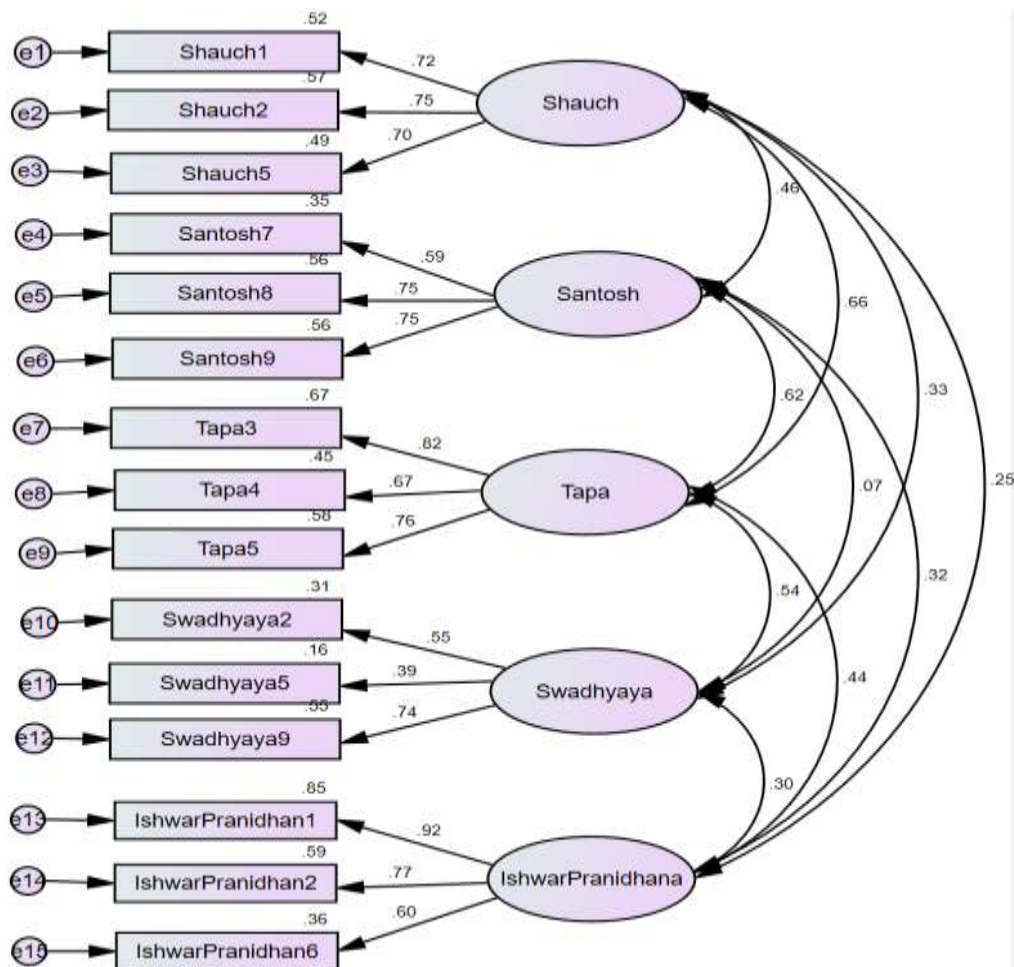 .52
e1 Shauch1 .72
.57
e2 Shauch2 .75 Shauch
.49
e3 Shauch5 .70
.35
e4 Santosh7 .59 .46
.56
e5 Santosh8 .75 Santosh .66
.56
e6 Santosh9 .75
.67 .62 .33
e7 Tapa3 .82
.45
e8 Tapa4 .67 Tapa .07 .25
.58
e9 Tapa5 .76
.31 .54 .32
e10 Swadhyaya2 .55
.16
e11 Swadhyaya5 .39 Swadhyaya .44
e12 Swadhyaya9 .74
.85 .30
e13 IshwarPranidhan1 .92
.59
e14 IshwarPranidhan2 .77 IshwarPranidhana
.36
e15 IshwarPranidhan6 .60